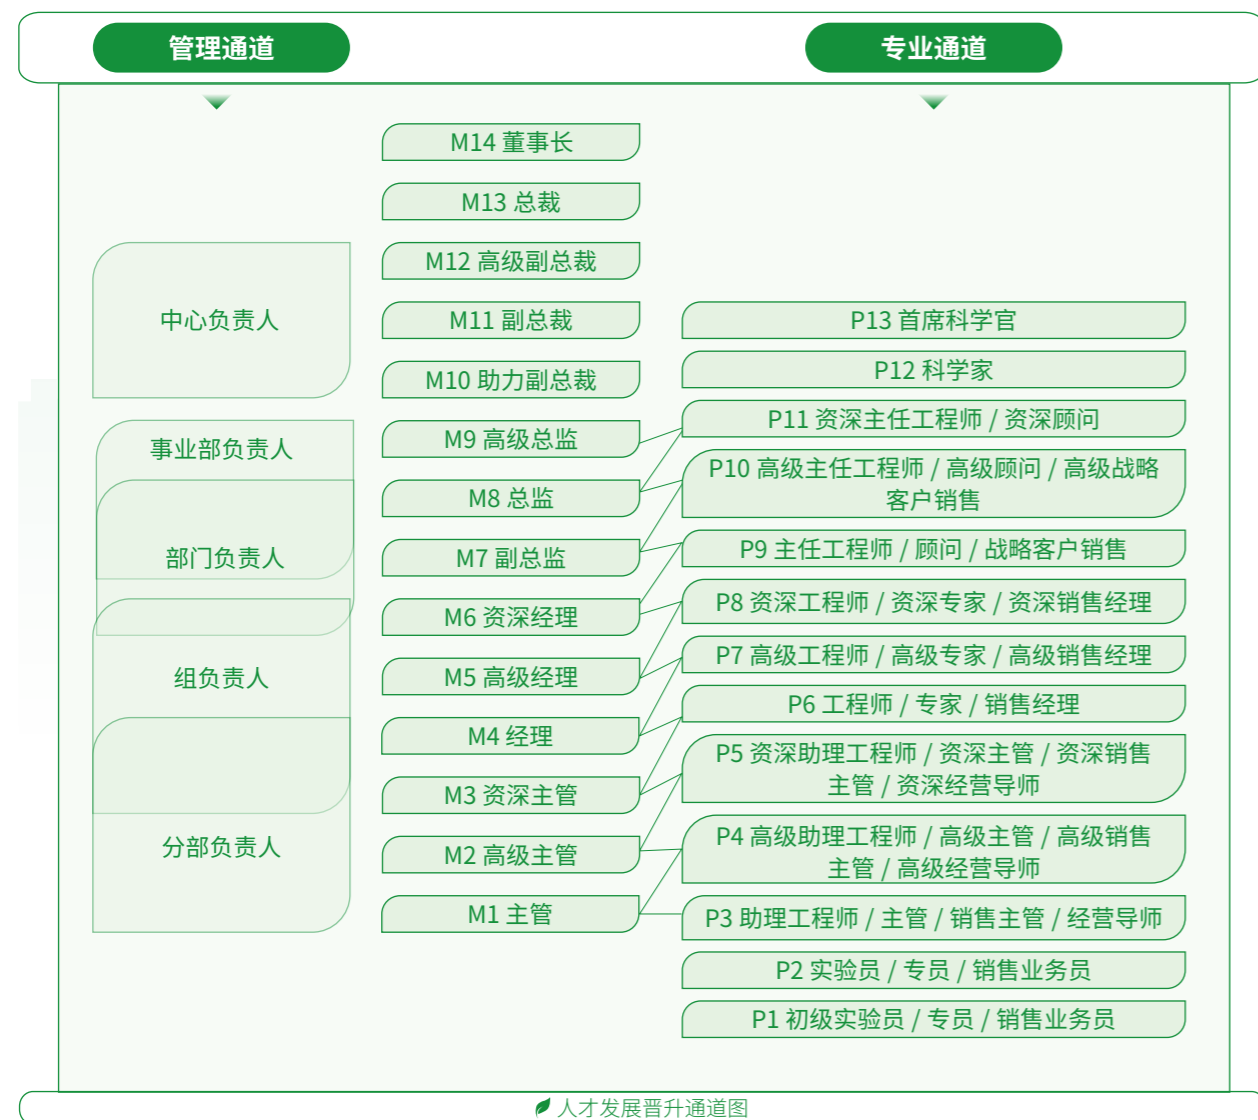 管理通道
专业通道
M14 董事长
M13 总裁
M12 高级副总裁
M11 副总裁
M10 助力副总裁
M9 高级总监
M8 总监
M7 副总监
M6 资深经理
M5 高级经理
M4 经理
M3 资深主管
M2 高级主管
M1 主管
中心负责人
事业部负责人
部门负责人
组负责人
分部负责人
P13 首席科学官
P12 科学家
P11 资深主任工程师 / 资深顾问
P10 高级主任工程师 / 高级顾问 / 高级战略
客户销售
P9 主任工程师 / 顾问 / 战略客户销售
P8 资深工程师 / 资深专家 / 资深销售经理
P7 高级工程师 / 高级专家 / 高级销售经理
P6 工程师 / 专家 / 销售经理
P5 资深助理工程师 / 资深主管 / 资深销售
主管 / 资深经营导师
P4 高级助理工程师 / 高级主管 / 高级销售
主管 / 高级经营导师
P3 助理工程师 / 主管 / 销售主管 / 经营导师
P2 实验员 / 专员 / 销售业务员
P1 初级实验员 / 专员 / 销售业务员
人才发展晋升通道图